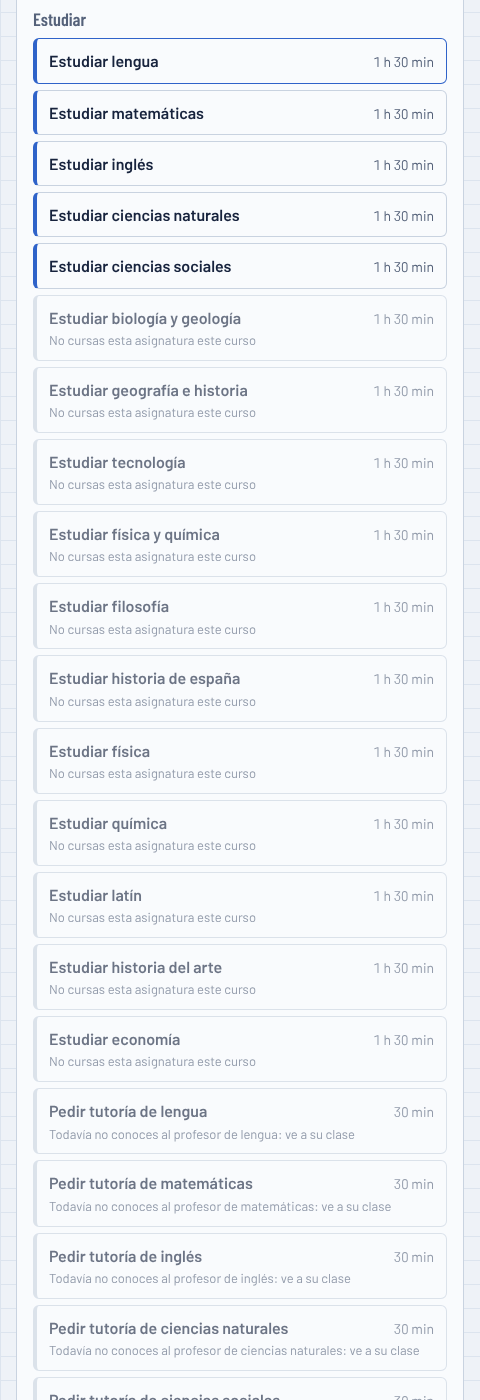 Estudiar
Estudiar lengua 1 h 30 min
Estudiar matemáticas 1 h 30 min
Estudiar inglés 1 h 30 min
Estudiar ciencias naturales 1 h 30 min
Estudiar ciencias sociales 1 h 30 min
Estudiar biología y geología 1 h 30 min
No cursas esta asignatura este curso
Estudiar geografía e historia 1 h 30 min
No cursas esta asignatura este curso
Estudiar tecnología 1 h 30 min
No cursas esta asignatura este curso
Estudiar física y química 1 h 30 min
No cursas esta asignatura este curso
Estudiar filosofía 1 h 30 min
No cursas esta asignatura este curso
Estudiar historia de españa 1 h 30 min
No cursas esta asignatura este curso
Estudiar física 1 h 30 min
No cursas esta asignatura este curso
Estudiar química 1 h 30 min
No cursas esta asignatura este curso
Estudiar latín 1 h 30 min
No cursas esta asignatura este curso
Estudiar historia del arte 1 h 30 min
No cursas esta asignatura este curso
Estudiar economía 1 h 30 min
No cursas esta asignatura este curso
Pedir tutoría de lengua 30 min
Todavía no conoces al profesor de lengua: ve a su clase
Pedir tutoría de matemáticas 30 min
Todavía no conoces al profesor de matemáticas: ve a su clase
Pedir tutoría de inglés 30 min
Todavía no conoces al profesor de inglés: ve a su clase
Pedir tutoría de ciencias naturales 30 min
Todavía no conoces al profesor de ciencias naturales: ve a su clase
Pedir tutoría de ciencias sociales 30 min